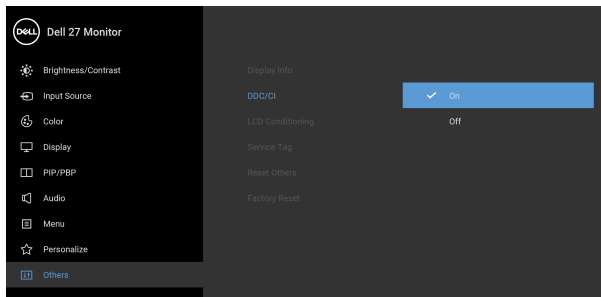 DELL Dell 27 Monitor
Brightness/Contrast
Display Info
Input Source
DDC/CI
On
Color
LCD Conditioning
Off
Display
Service Tag
PIP/PBP
Reset Others
Audio
Factory Reset
Menu
Personalize
Others